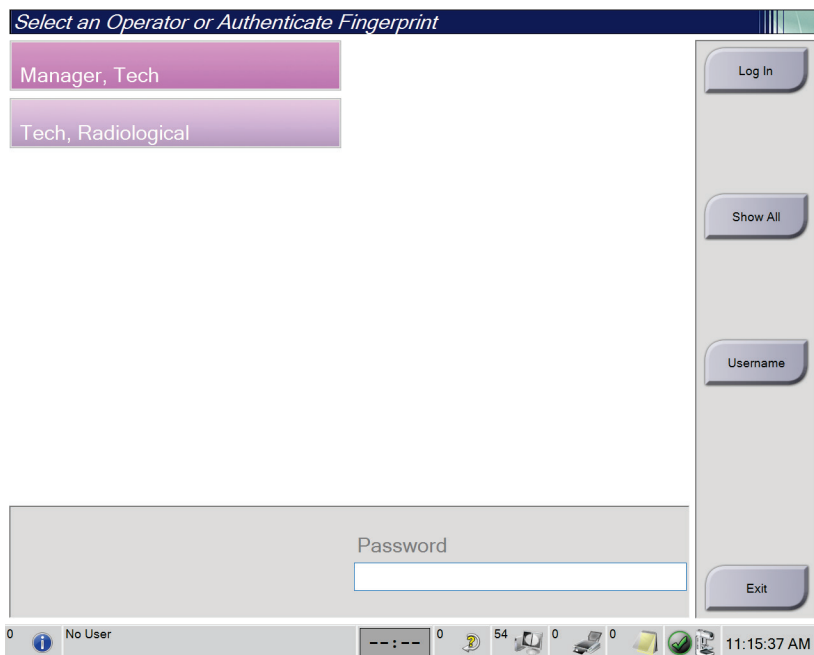 Select an Operator or Authenticate Fingerprint
Manager, Tech
Tech, Radiological
Log In
Show All
Username
Password
Exit
0 No User --:-- 0 54 0 0 11:15:37 AM